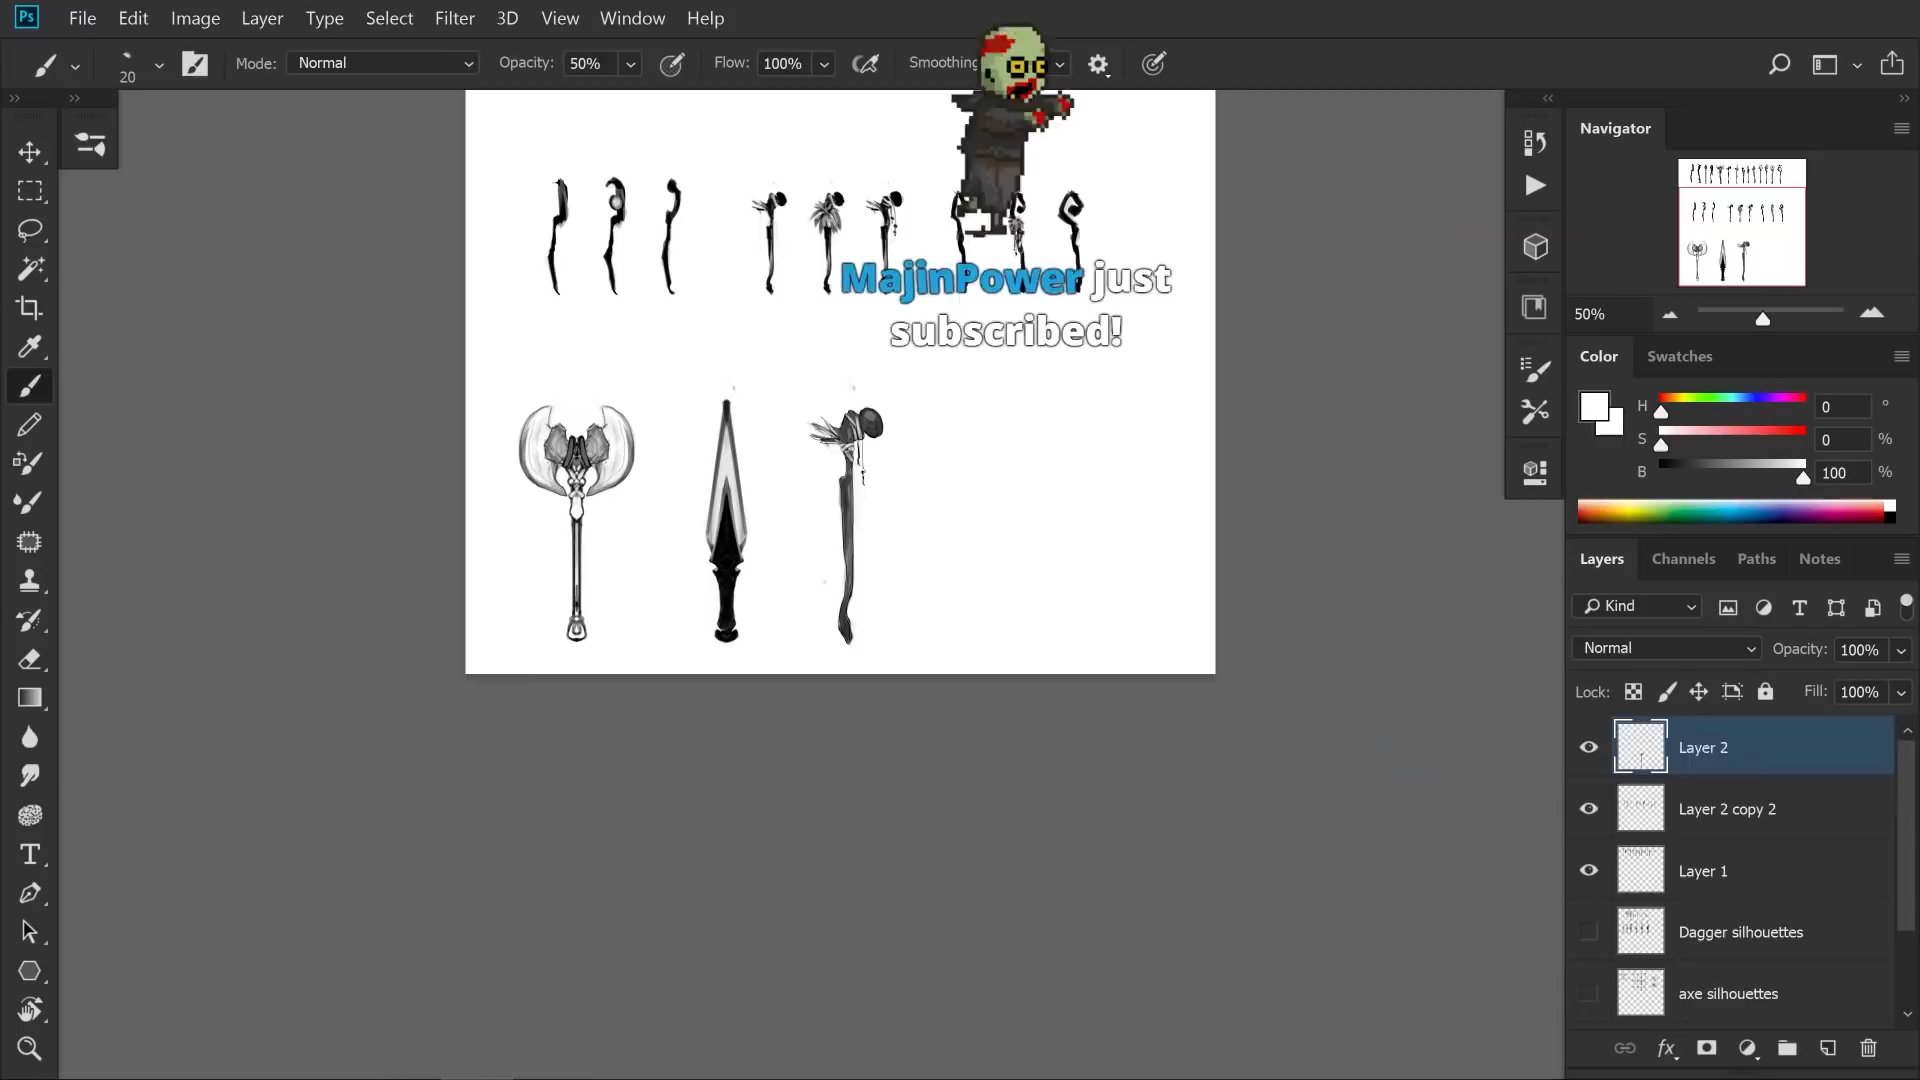 Ps File Edit Image Layer Type Select Filter 3D View Window Help
20 Mode: Normal Opacity: 50% Flow: 100% Smoothing
MajinPower just
subscribed!
Navigator
50%
Color Swatches
H 0 °
S 0 %
B 100 %
Layers Channels Paths Notes
Kind T
Normal Opacity: 100%
Lock: Fill: 100%
Layer 2
Layer 2 copy 2
Layer 1
Dagger silhouettes
axe silhouettes
fx